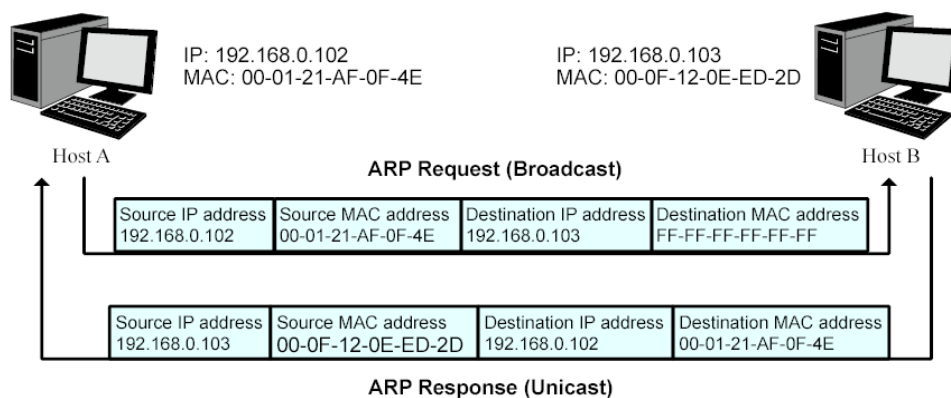 IP: 192.168.0.102
MAC: 00-01-21-AF-0F-4E
IP: 192.168.0.103
MAC: 00-0F-12-0E-ED-2D
Host A
Host B
ARP Request (Broadcast)
Source IP address
192.168.0.102
Source MAC address
00-01-21-AF-0F-4E
Destination IP address
192.168.0.103
Destination MAC address
FF-FF-FF-FF-FF-FF
Source IP address
192.168.0.103
Source MAC address
00-0F-12-0E-ED-2D
Destination IP address
192.168.0.102
Destination MAC address
00-01-21-AF-0F-4E
ARP Response (Unicast)